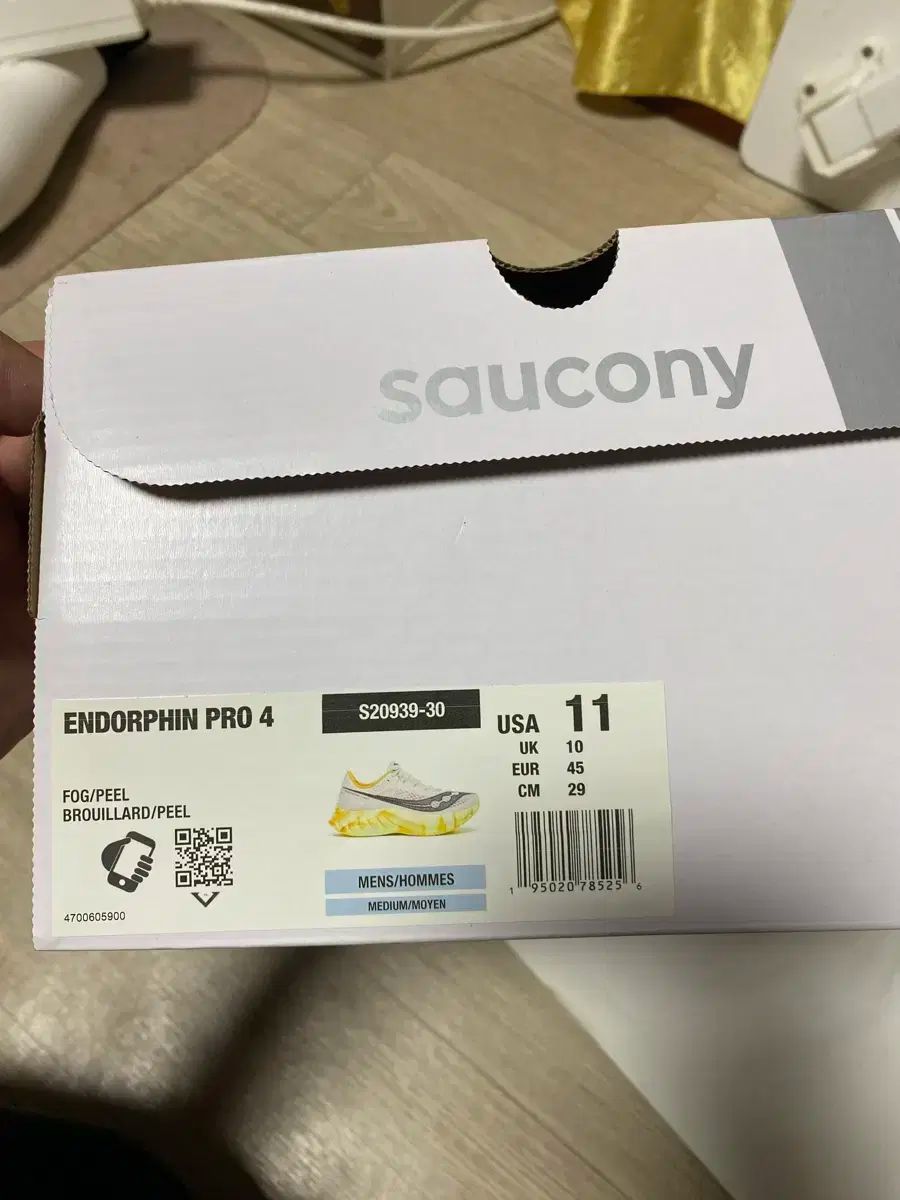 saucony
ENDORPHIN PRO 4
S20939-30
USA 11
UK 10
EUR 45
CM 29
FOG/PEEL
BROUILLARD/PEEL
MENS/HOMMES
MEDIUM/MOYEN
4700605900
1 95020 78525 6